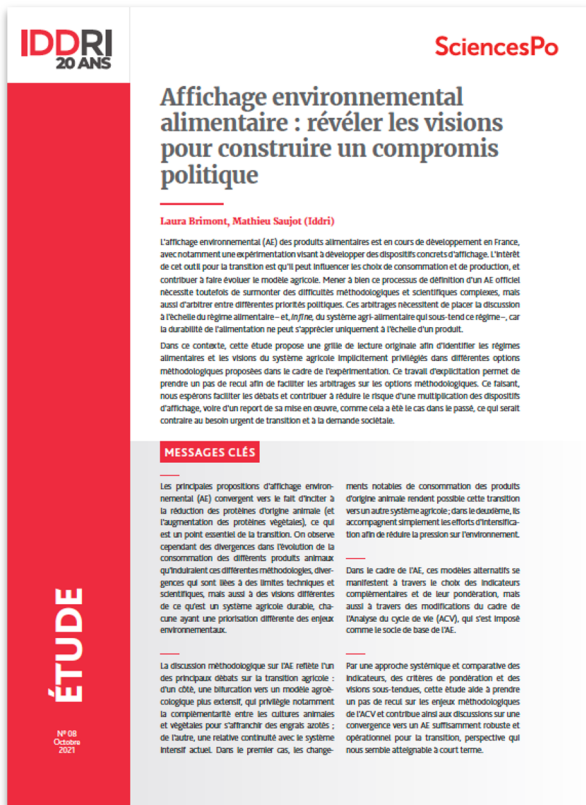 IDDRI
20 ANS
SciencesPo
Affichage environnemental
alimentaire : révéler les visions
pour construire un compromis
politique
Laura Brimont, Mathieu Saujot (Iddri)
L'affichage environnemental (AE) des produits alimentaires est en cours de développement en France,
avec notamment une expérimentation visant à développer des dispositifs concrets d'affichage. L'intérêt
de cet outil pour la transition est qu'il peut influencer les choix de consommation et de production, et
contribuer à faire évoluer le modèle agricole. Mener à bien ce processus de définition d'un AE officiel
nécessite toutefois de surmonter des difficultés méthodologiques et scientifiques complexes, mais
aussi d'arbitrer entre différentes priorités politiques. Ces arbitrages nécessitent de placer la discussion
à l'échelle du régime alimentaire – et, in fine, du système agri-alimentaire qui sous-tend ce régime –, car
la durabilité de l'alimentation ne peut s'apprécier uniquement à l'échelle d'un produit.
Dans ce contexte, cette étude propose une grille de lecture originale afin d'identifier les régimes
alimentaires et les visions du système agricole implicitement privilégiés dans différentes options
méthodologiques proposées dans le cadre de l'expérimentation. Ce travail d'explicitation permet de
prendre un pas de recul afin de faciliter les arbitrages sur les options méthodologiques. Ce faisant,
nous espérons faciliter les débats et contribuer à réduire le risque d'une multiplication des dispositifs
d'affichage, voire d'un report de sa mise en œuvre, comme cela a été le cas dans le passé, ce qui serait
contraire au besoin urgent de transition et à la demande sociétale.
MESSAGES CLÉS
Les principales propositions d'affichage environ-
nemental (AE) convergent vers le fait d'inciter à
la réduction des protéines d'origine animale (et
l'augmentation des protéines végétales), ce qui
est un point essentiel de la transition. On observe
cependant des divergences dans l'évolution de la
consommation des différents produits animaux
qu'induiraient ces différentes méthodologies, diver-
gences qui sont liées à des limites techniques et
scientifiques, mais aussi à des visions différentes
de ce qu'est un système agricole durable, cha-
cune ayant une priorisation différente des enjeux
environnementaux.
La discussion méthodologique sur l'AE reflète l'un
des principaux débats sur la transition agricole :
d'un côté, une bifurcation vers un modèle agroé-
cologique plus extensif, qui privilégie notamment
la complémentarité entre les cultures animales
et végétales pour s'affranchir des engrais azotés ;
de l'autre, une relative continuité avec le système
intensif actuel. Dans le premier cas, les change-
ments notables de consommation des produits
d'origine animale rendent possible cette transition
vers un autre système agricole ; dans le deuxième, ils
accompagnent simplement les efforts d'intensifica-
tion afin de réduire la pression sur l'environnement.
Dans le cadre de l'AE, ces modèles alternatifs se
manifestent à travers le choix des indicateurs
complémentaires et de leur pondération, mais
aussi à travers des modifications du cadre de
l'Analyse du cycle de vie (ACV), qui s'est imposé
comme le socle de base de l'AE.
Par une approche systémique et comparative des
indicateurs, des critères de pondération et des
visions sous-tendues, cette étude aide à prendre
un pas de recul sur les enjeux méthodologiques
de l'ACV et contribue ainsi aux discussions sur une
convergence vers un AE suffisamment robuste et
opérationnel pour la transition, perspective qui
nous semble atteignable à court terme.
ÉTUDE
N° 08
Octobre
2021